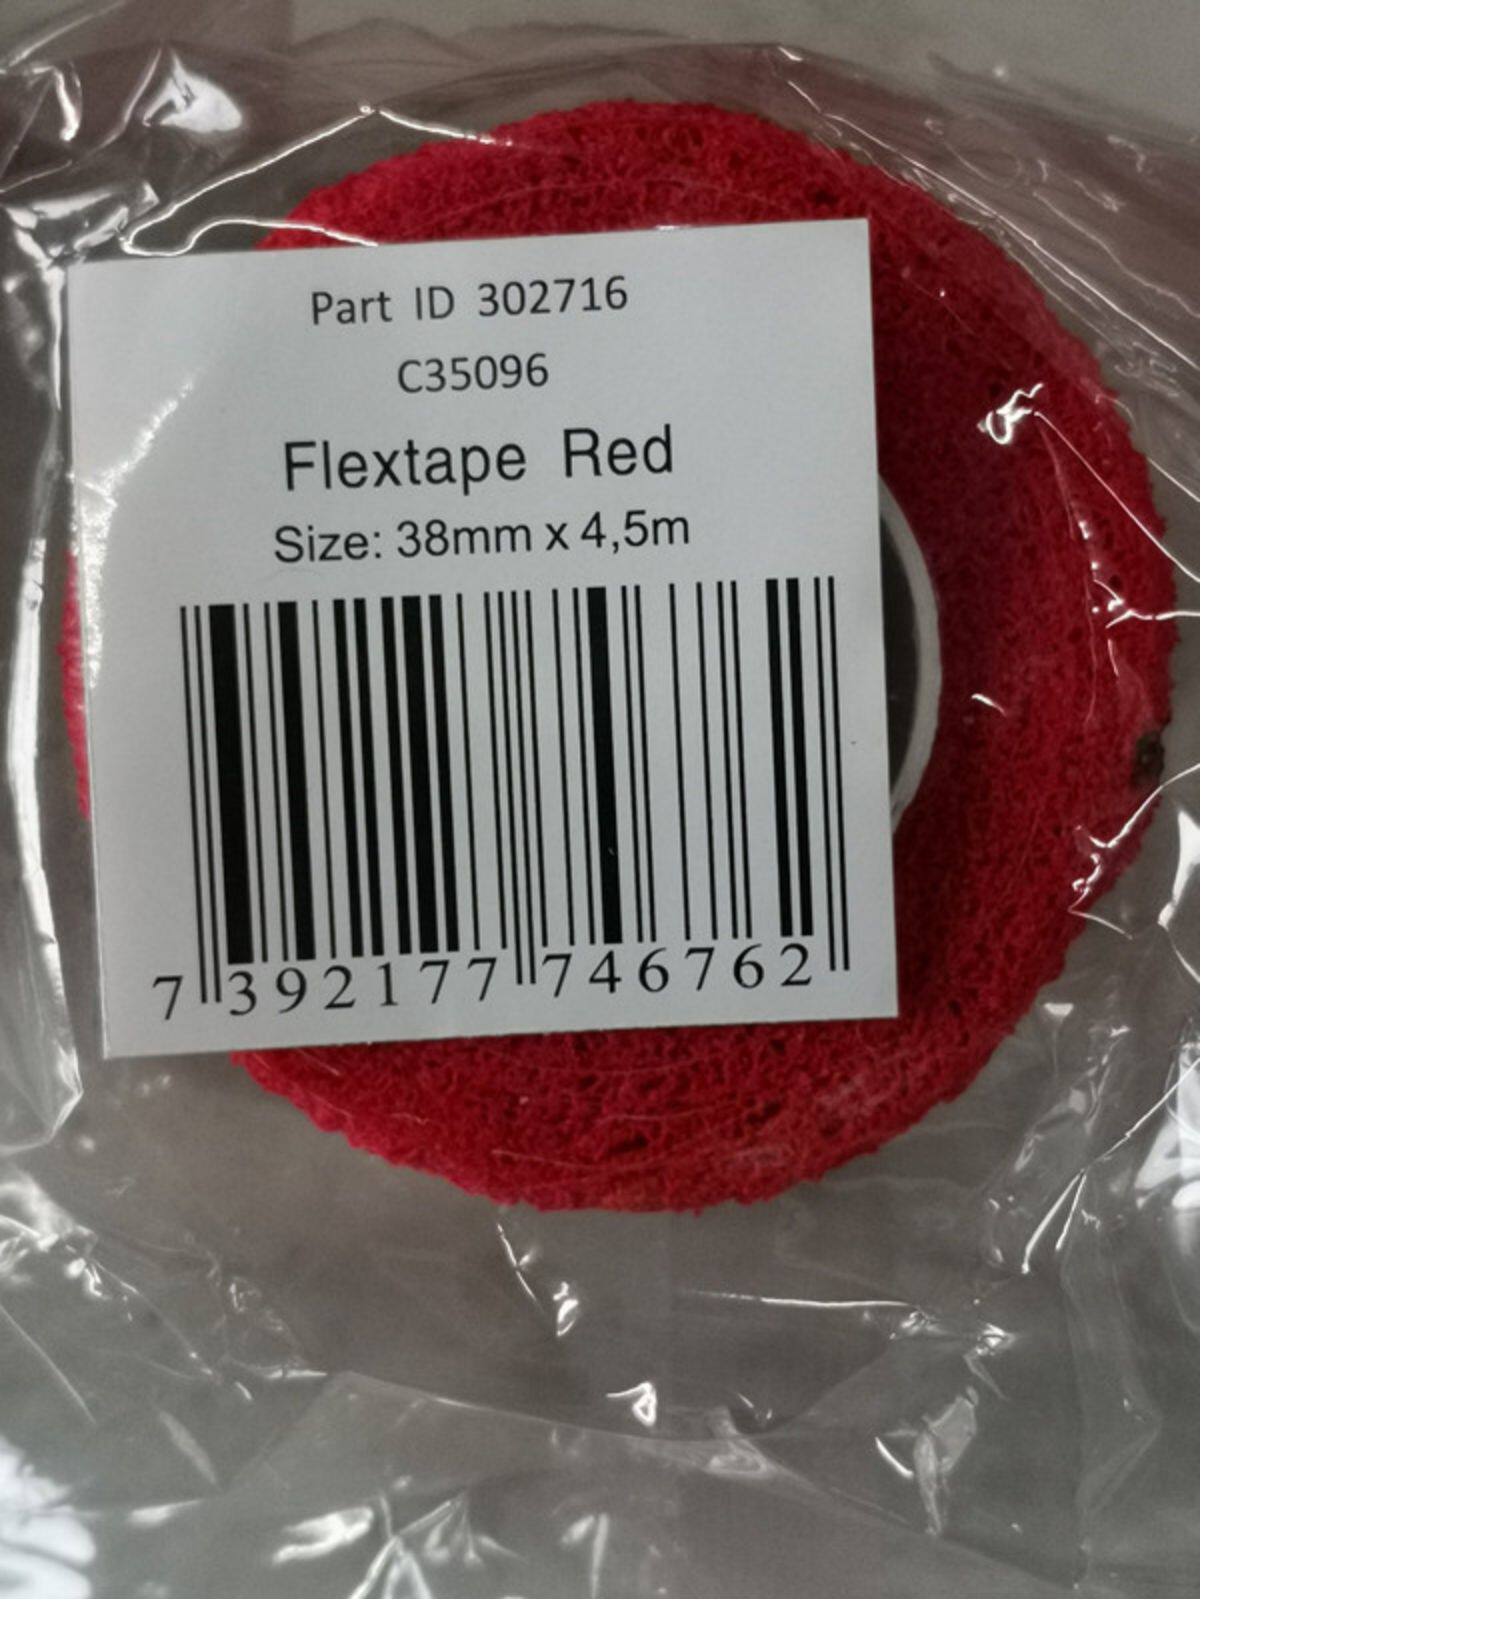 Part ID 302716
C35096
Flextape Red
Size: 38mm x 4,5m
7 392177 746762